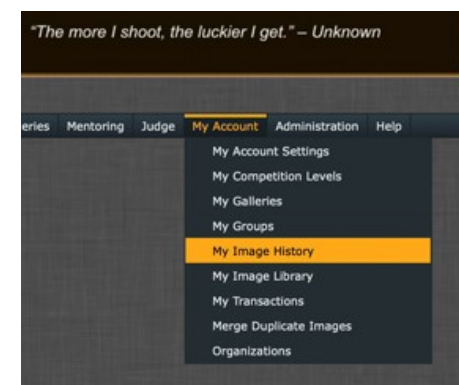 “The more I shoot, the luckier I get.” – Unknown
eries Mentoring Judge My Account Administration Help
My Account Settings
My Competition Levels
My Galleries
My Groups
My Image History
My Image Library
My Transactions
Merge Duplicate Images
Organizations